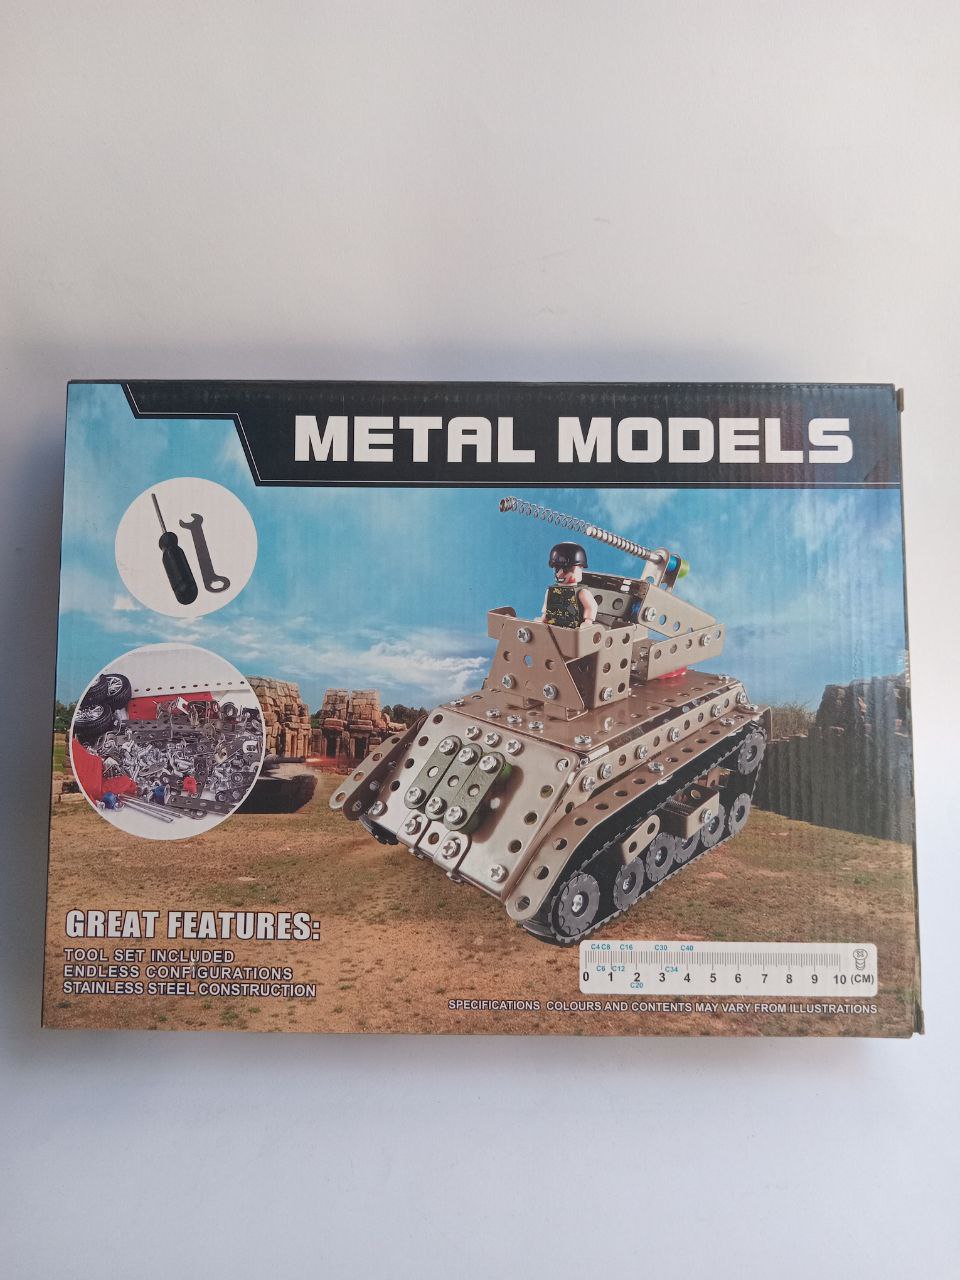 METAL MODELS
GREAT FEATURES:
TOOL SET INCLUDED
ENDLESS CONFIGURATIONS
STAINLESS STEEL CONSTRUCTION
C4 C8 C16 C30 C40
0 1 2 3 4 5 6 7 8 9 10 (CM)
C6 C12 C34
C20
SPECIFICATIONS COLOURS AND CONTENTS MAY VARY FROM ILLUSTRATIONS